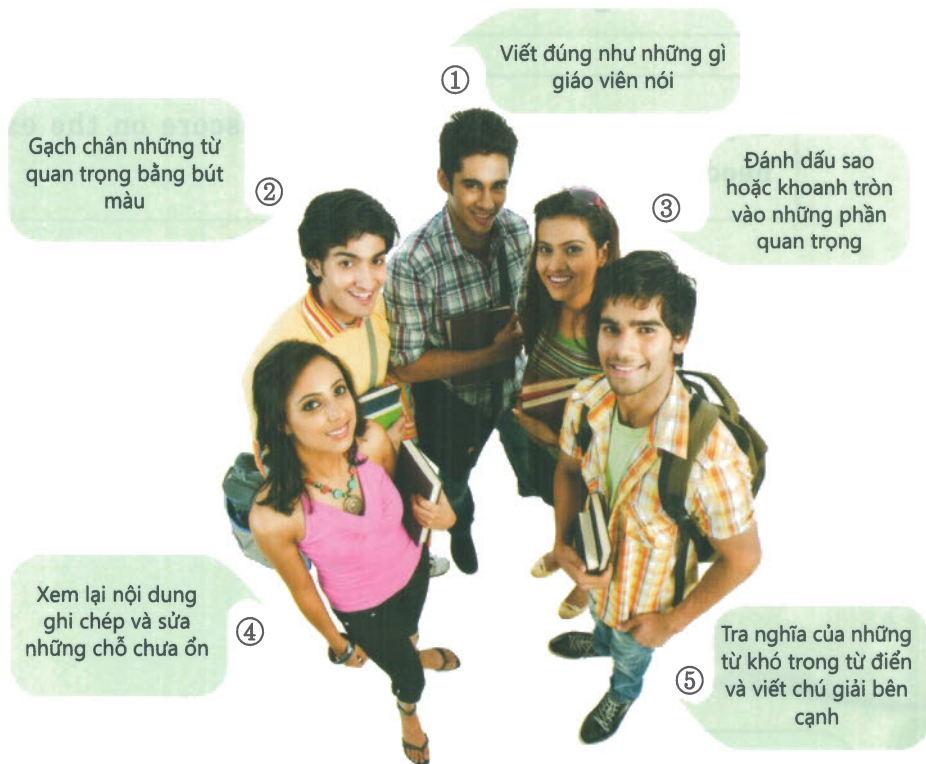 ①
Viết đúng như những gì
giáo viên nói
②
Gạch chân những từ
quan trọng bằng bút
màu
③
Đánh dấu sao
hoặc khoanh tròn
vào những phần
quan trọng
④
Xem lại nội dung
ghi chép và sửa
những chỗ chưa ổn
⑤
Tra nghĩa của những
từ khó trong từ điển
và viết chú giải bên
cạnh